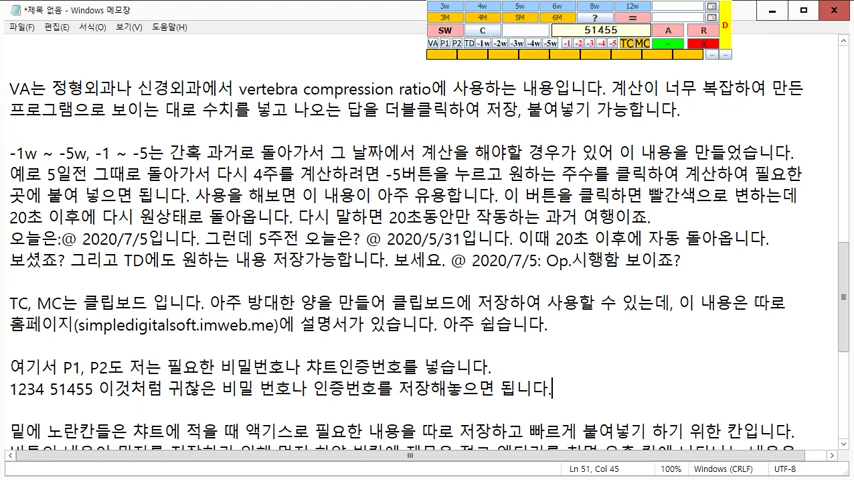 *제목 없음 - Windows 메모장
파일(F) 편집(E) 서식(O) 보기(V) 도움말(H)
3w 4w 5w 6w 8w 12w
3M 4M 5M 6M ? =
SW C 51455 A R
VA P1 P2 TD -1w -2w -3w -4w -5w -1 -2 -3 -4 -5 TC MC - X
D
VA는 정형외과나 신경외과에서 vertebra compression ratio에 사용하는 내용입니다. 계산이 너무 복잡하여 만든
프로그램으로 보이는 대로 수치를 넣고 나오는 답을 더블클릭하여 저장, 붙여넣기 가능합니다.
-1w ~ -5w, -1 ~ -5는 간혹 과거로 돌아가서 그 날짜에서 계산을 해야할 경우가 있어 이 내용을 만들었습니다.
예로 5일전 그때로 돌아가서 다시 4주를 계산하려면 -5버튼을 누르고 원하는 주수를 클릭하여 계산하여 필요한
곳에 붙여 넣으면 됩니다. 사용을 해보면 이 내용이 아주 유용합니다. 이 버튼을 클릭하면 빨간색으로 변하는데
20초 이후에 다시 원상태로 돌아옵니다. 다시 말하면 20초동안만 작동하는 과거 여행이죠.
오늘은:@ 2020/7/5입니다. 그런데 5주전 오늘은? @ 2020/5/31입니다. 이때 20초 이후에 자동 돌아옵니다.
보셨죠? 그리고 TD에도 원하는 내용 저장가능합니다. 보세요. @ 2020/7/5: Op.시행함 보이죠?
TC, MC는 클립보드 입니다. 아주 방대한 양을 만들어 클립보드에 저장하여 사용할 수 있는데, 이 내용은 따로
홈페이지(simpledigitalsoft.imweb.me)에 설명서가 있습니다. 아주 쉽습니다.
여기서 P1, P2도 저는 필요한 비밀번호나 챠트인증번호를 넣습니다.
1234 51455 이것처럼 귀찮은 비밀 번호나 인증번호를 저장해놓으면 됩니다.
밑에 노란칸들은 챠트에 적을 때 액기스로 필요한 내용을 따로 저장하고 빠르게 붙여넣기 하기 위한 칸입니다.
Ln 51, Col 45 100% Windows (CRLF) UTF-8